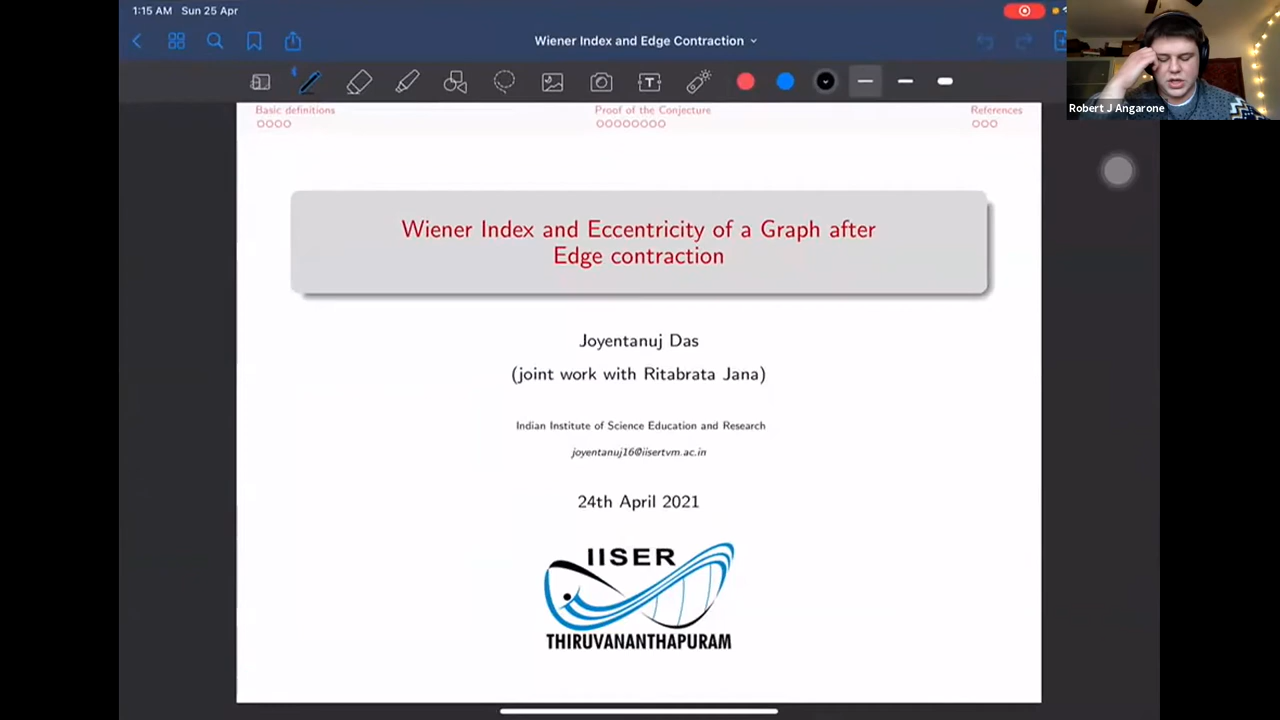 1:15 AM Sun 25 Apr
Wiener Index and Edge Contraction
Robert J Angarone
Basic definitions Proof of the Conjecture References
Wiener Index and Eccentricity of a Graph after
Edge contraction
Joyentanuj Das
(joint work with Ritabrata Jana)
Indian Institute of Science Education and Research
joyentanuj16@iisertvm.ac.in
24th April 2021
IISER
THIRUVANANTHAPURAM